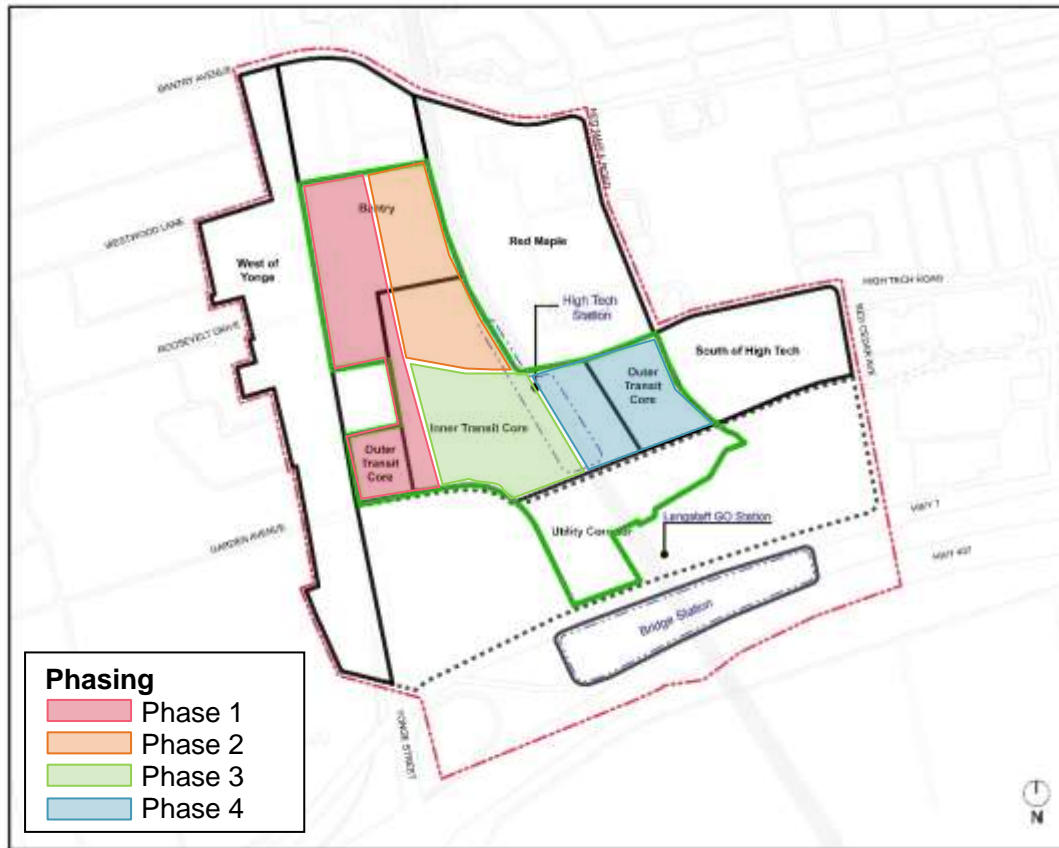 BANTRY AVENUE
RED MAPLE ROAD
WESTWOOD LANE
Bantry
Red Maple
West of
Yonge
HIGH TECH ROAD
High Tech
Station
RED CEDAR AVE
ROOSEVELT DRIVE
South of High Tech
Outer
Transit
Core
Inner Transit Core
Outer
Transit
Core
GARDEN AVENUE
Utility Corridor
Langstaff GO Station
HWY 7
HWY 407
Bridge Station
YONGE STREET
Phasing
Phase 1
Phase 2
Phase 3
Phase 4
N